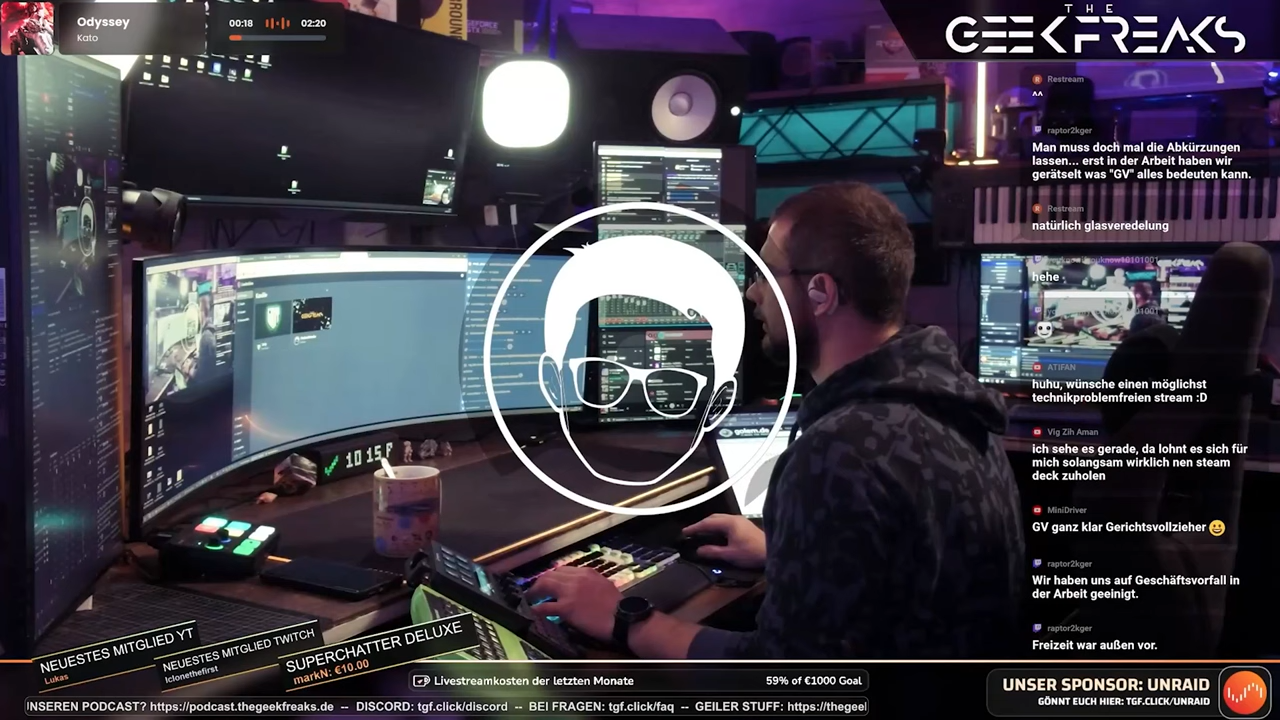 Odyssey
Kato
00:18
02:20
THE
GEEKFREAKS
Restream
^^
raptor2kger
Man muss doch mal die Abkürzungen
lassen... erst in der Arbeit haben wir
gerätselt was "GV" alles bedeuten kann.
Restream
natürlich glasveredelung
hehe
ATIFAN
huhu, wünsche einen möglichst
technikproblemfreien stream :D
Vig Zih Aman
ich sehe es gerade, da lohnt es sich für
mich solangsam wirklich nen steam
deck zuholen
MiniDriver
GV ganz klar Gerichtsvollzieher 😀
raptor2kger
Wir haben uns auf Geschäftsvorfall in
der Arbeit geeinigt.
raptor2kger
Freizeit war außen vor.
10 15
NEUESTES MITGLIED YT
Lukas
NEUESTES MITGLIED TWITCH
Iclonethefirst
SUPERCHATTER DELUXE
markN: €10.00
Livestreamkosten der letzten Monate
59% of €1000 Goal
INSEREN PODCAST? https://podcast.thegeekfreaks.de -- DISCORD: tgf.click/discord -- BEI FRAGEN: tgf.click/faq -- GEILER STUFF: https://thegeel
UNSER SPONSOR: UNRAID
GÖNNT EUCH HIER: TGF.CLICK/UNRAID